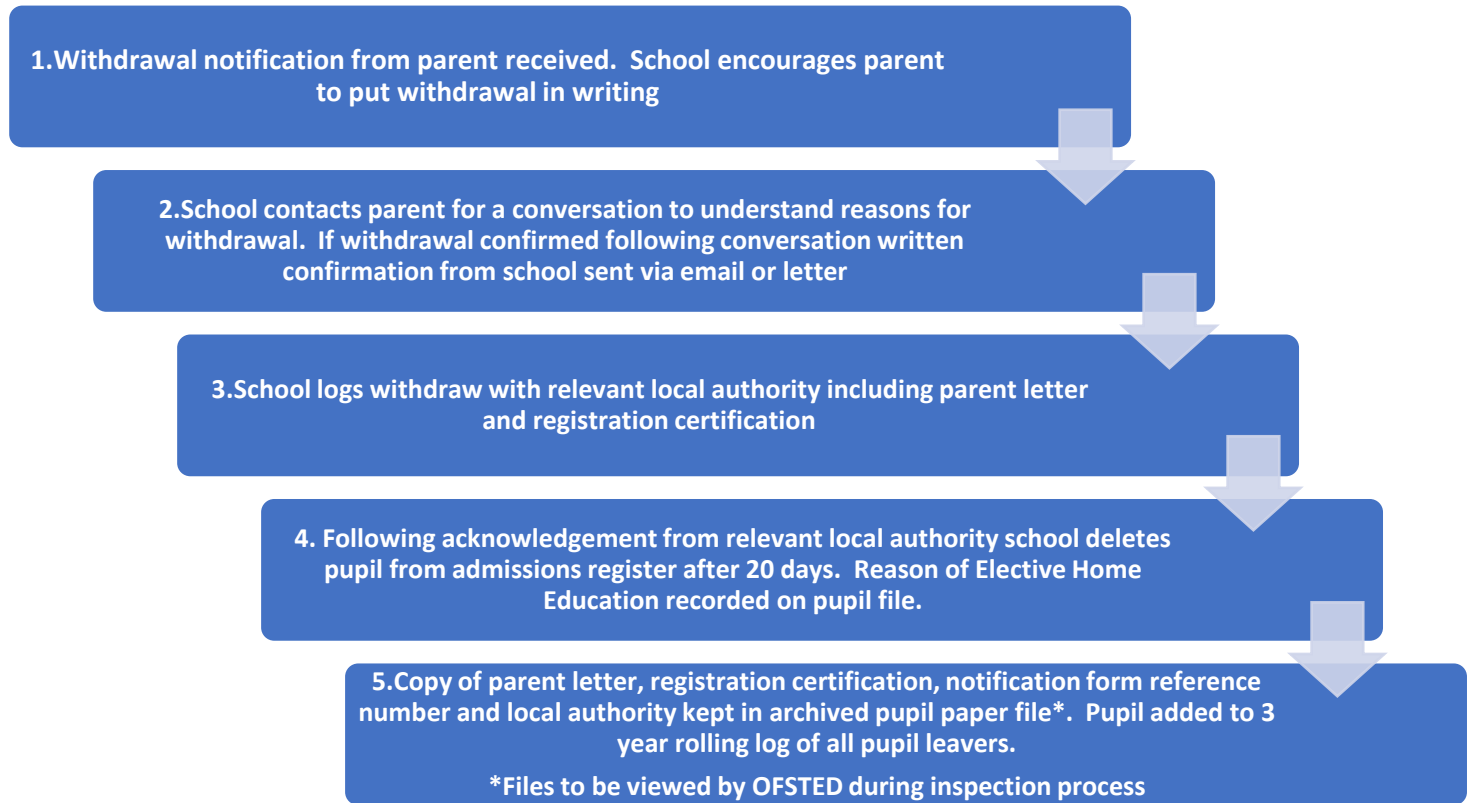 1.Withdrawal notification from parent received.  School encourages parent
to put withdrawal in writing
2.School contacts parent for a conversation to understand reasons for
withdrawal.  If withdrawal confirmed following conversation written
confirmation from school sent via email or letter
3.School logs withdraw with relevant local authority including parent letter
and registration certification
4. Following acknowledgement from relevant local authority school deletes
pupil from admissions register after 20 days.  Reason of Elective Home
Education recorded on pupil file.
5.Copy of parent letter, registration certification, notification form reference
number and local authority kept in archived pupil paper file*.  Pupil added to 3
year rolling log of all pupil leavers.
*Files to be viewed by OFSTED during inspection process